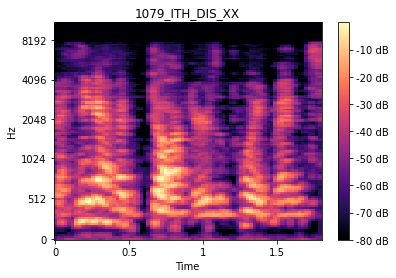 1079_ITH_DIS_XX
Hz
8192
4096
2048
1024
512
0
0
0.5
1
1.5
Time
-10 dB
-20 dB
-30 dB
-40 dB
-50 dB
-60 dB
-70 dB
-80 dB